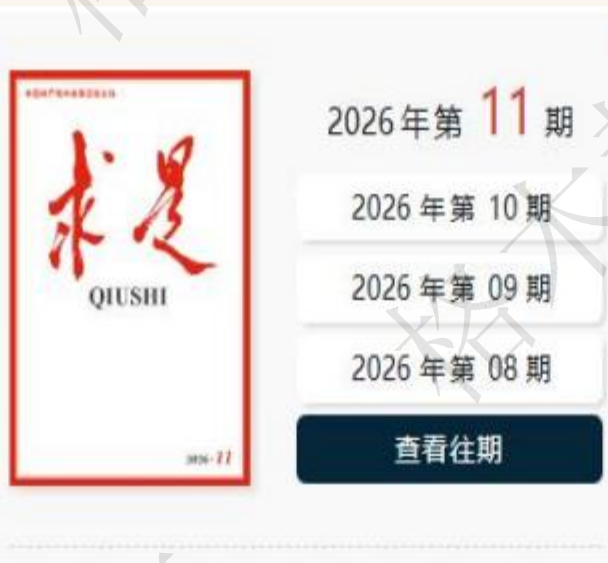 求是
QIUSHI
2026-11
2026年第 11 期
2026 年第 10 期
2026 年第 09 期
2026 年第 08 期
查看往期